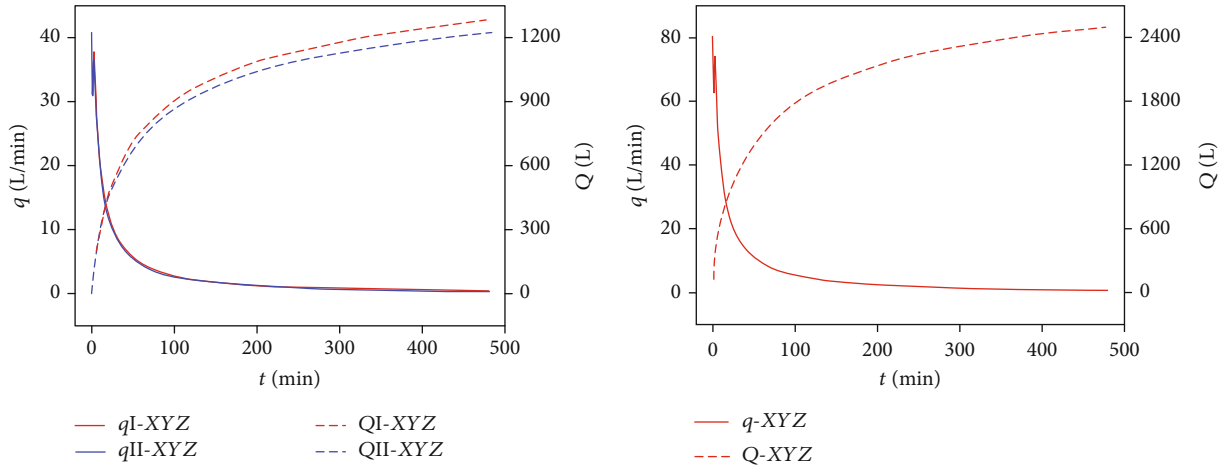 40
30
20
10
0
q (L/min)
1200
900
600
300
0
Q (L)
0 100 200 300 400 500
t (min)
qI-XYZ
qII-XYZ
QI-XYZ
QII-XYZ
80
60
40
20
0
q (L/min)
2400
1800
1200
600
0
Q (L)
0 100 200 300 400 500
t (min)
q-XYZ
Q-XYZ